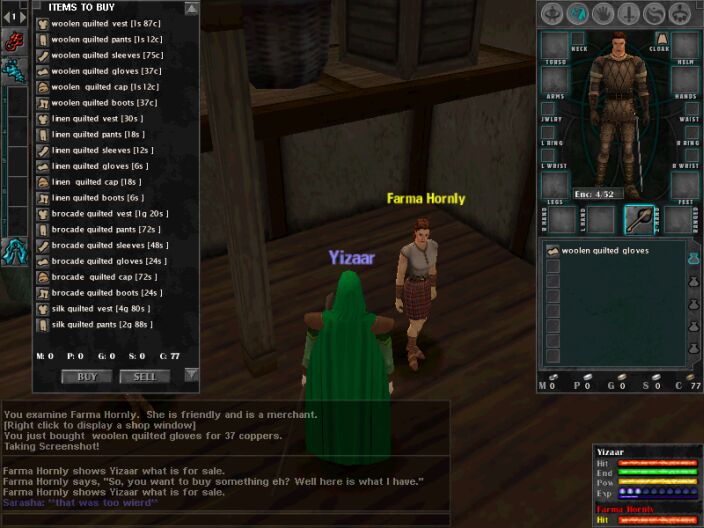 1
ITEMS TO BUY
woolen quilted vest [1s 87c]
woolen quilted pants [1s 12c]
woolen quilted sleeves [75c]
woolen quilted gloves [37c]
woolen quilted cap [1s 12c]
woolen quilted boots [37c]
linen quilted vest [30s ]
linen quilted pants [18s ]
linen quilted sleeves [12s ]
linen quilted gloves [6s ]
linen quilted cap [18s ]
linen quilted boots [6s ]
brocade quilted vest [1g 20s ]
brocade quilted pants [72s ]
brocade quilted sleeves [48s ]
brocade quilted gloves [24s ]
brocade quilted cap [72s ]
brocade quilted boots [24s ]
silk quilted vest [4g 80s ]
silk quilted pants [2g 88s ]
M: 0 P: 0 G: 0 S: 0 C: 77
BUY SELL
Farma Hornly
Yizaar
NECK CLOAK
TORSO HELM
ARMS HANDS
JWLRY WAIST
L RING R RING
L WRIST R WRIST
Enc: 4/52
LEGS FEET
R HAND L HAND 2 HAND RANGED
woolen quilted gloves
M 0 P 0 G 0 S 0 C 77
You examine Farma Hornly. She is friendly and is a merchant.
[Right click to display a shop window]
You just bought woolen quilted gloves for 37 coppers.
Taking Screenshot!
Farma Hornly shows Yizaar what is for sale.
Farma Hornly says, "So, you want to buy something eh? Well here is what I have."
Farma Hornly shows Yizaar what is for sale.
Sarasha: **that was too wierd**
Yizaar
Hit
End
Pow
Exp
Farma Hornly
Hit